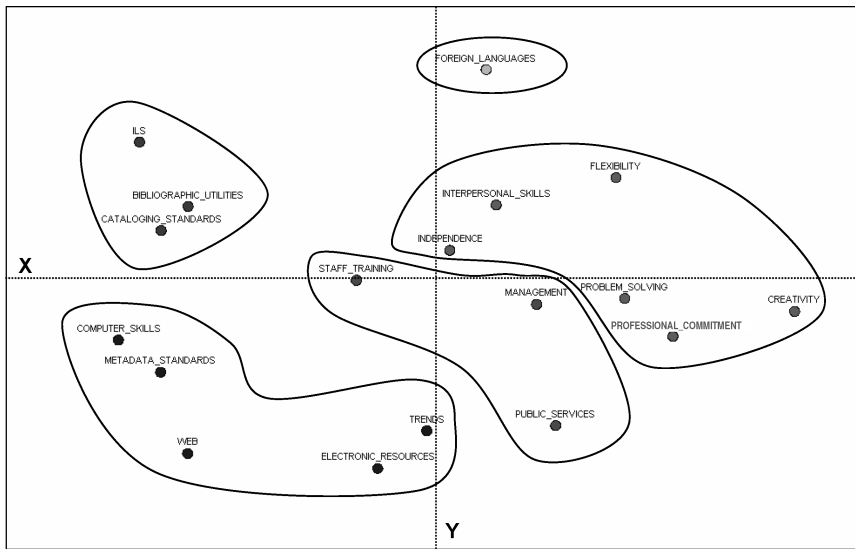 FOREIGN_LANGUAGES
ILS
FLEXIBILITY
BIBLIOGRAPHIC_UTILITIES
INTERPERSONAL_SKILLS
CATALOGING_STANDARDS
INDEPENDENCE
X
STAFF_TRAINING
PROBLEM_SOLVING
MANAGEMENT
CREATIVITY
COMPUTER_SKILLS
PROFESSIONAL_COMMITMENT
METADATA_STANDARDS
PUBLIC_SERVICES
TRENDS
WEB
ELECTRONIC_RESOURCES
Y